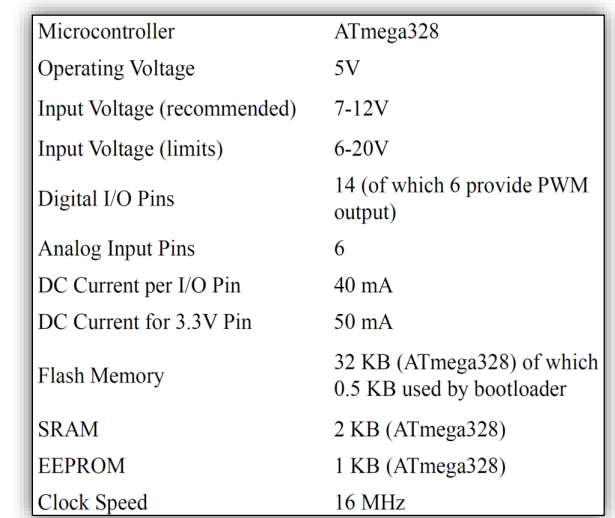 Microcontroller ATmega328
Operating Voltage 5V
Input Voltage (recommended) 7-12V
Input Voltage (limits) 6-20V
Digital I/O Pins 14 (of which 6 provide PWM
output)
Analog Input Pins 6
DC Current per I/O Pin 40 mA
DC Current for 3.3V Pin 50 mA
Flash Memory 32 KB (ATmega328) of which
0.5 KB used by bootloader
SRAM 2 KB (ATmega328)
EEPROM 1 KB (ATmega328)
Clock Speed 16 MHz